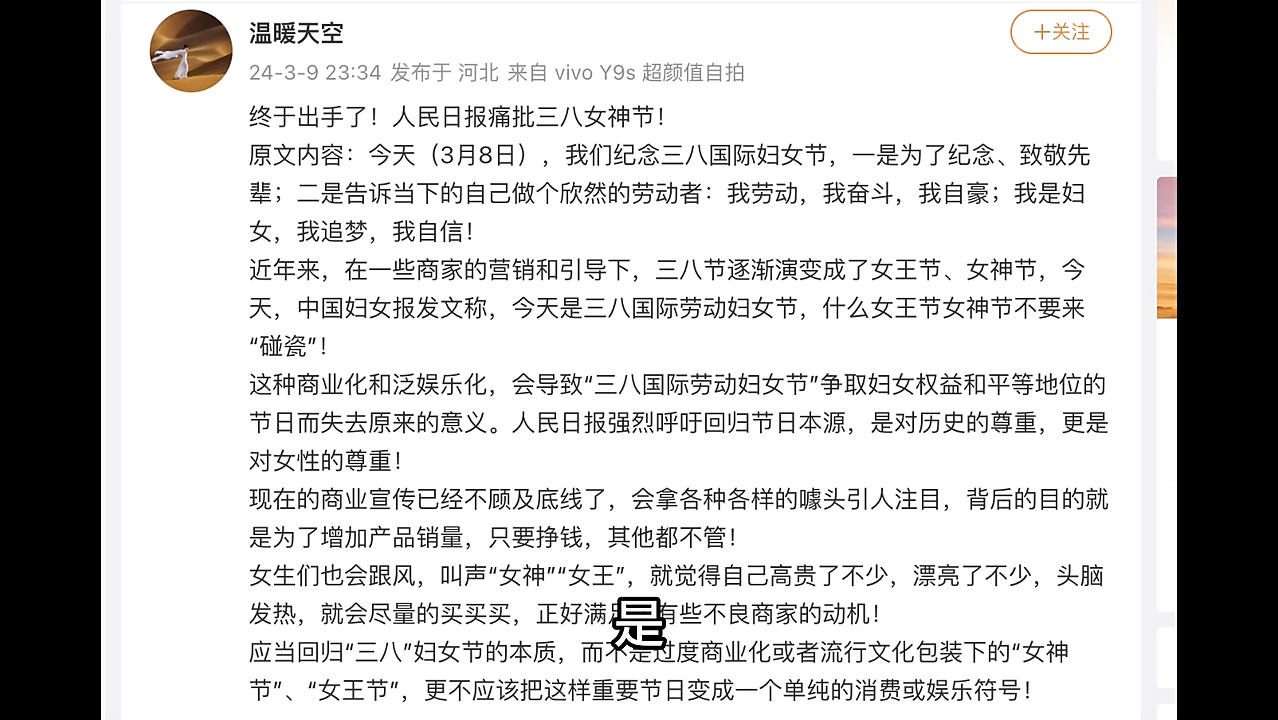 温暖天空
+关注
24-3-9 23:34 发布于 河北 来自 vivo Y9s 超颜值自拍
终于出手了！人民日报痛批三八女神节！
原文内容：今天（3月8日），我们纪念三八国际妇女节，一是为了纪念、致敬先
辈；二是告诉当下的自己做个欣然的劳动者：我劳动，我奋斗，我自豪；我是妇
女，我追梦，我自信！
近年来，在一些商家的营销和引导下，三八节逐渐演变成了女王节、女神节，今
天，中国妇女报发文称，今天是三八国际劳动妇女节，什么女王节女神节不要来
“碰瓷”！
这种商业化和泛娱乐化，会导致“三八国际劳动妇女节”争取妇女权益和平等地位的
节日而失去原来的意义。人民日报强烈呼吁回归节日本源，是对历史的尊重，更是
对女性的尊重！
现在的商业宣传已经不顾及底线了，会拿各种各样的噱头引人注目，背后的目的就
是为了增加产品销量，只要挣钱，其他都不管！
女生们也会跟风，叫声“女神”“女王”，就觉得自己高贵了不少，漂亮了不少，头脑
发热，就会尽量的买买买，正好满有些不良商家的动机！
是
应当回归“三八”妇女节的本质，而不是过度商业化或者流行文化包装下的“女神
节”、“女王节”，更不应该把这样重要节日变成一个单纯的消费或娱乐符号！